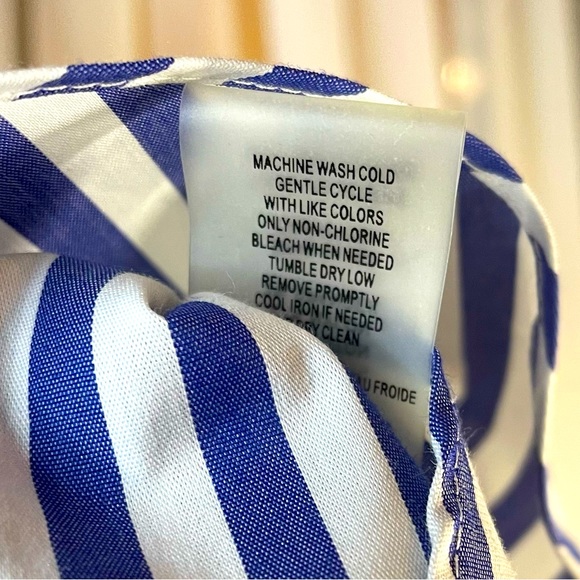 MACHINE WASH COLD
GENTLE CYCLE
WITH LIKE COLORS
ONLY NON-CHLORINE
BLEACH WHEN NEEDED
TUMBLE DRY LOW
REMOVE PROMPTLY
COOL IRON IF NEEDED
DRY CLEAN
FROIDE